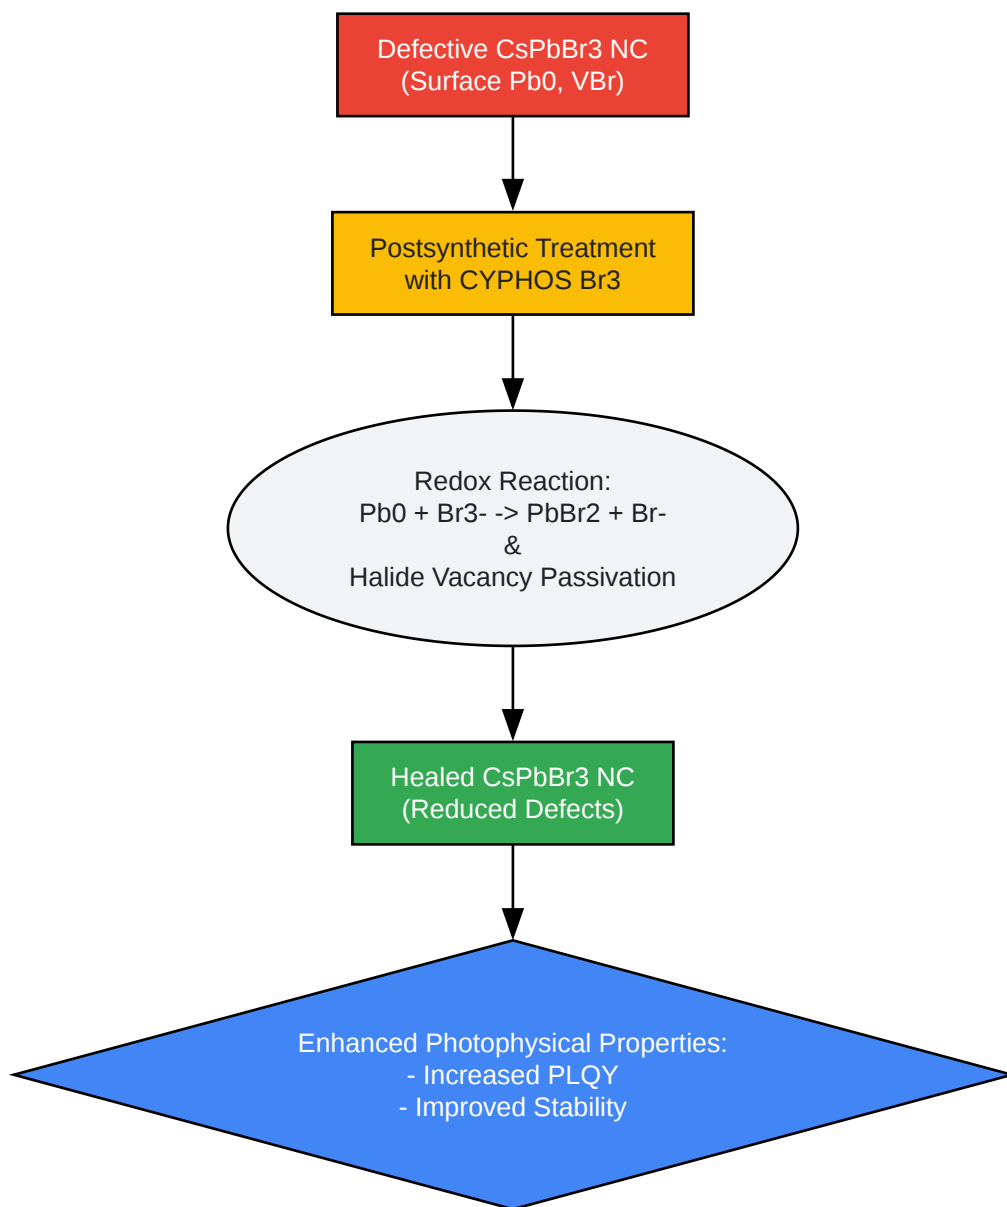 Defective CsPbBr3 NC
(Surface Pb0, VBr)
Postsynthetic Treatment
with CYPHOS Br3
Redox Reaction:
Pb0 + Br3- -> PbBr2 + Br-
&
Halide Vacancy Passivation
Healed CsPbBr3 NC
(Reduced Defects)
Enhanced Photophysical Properties:
- Increased PLQY
- Improved Stability